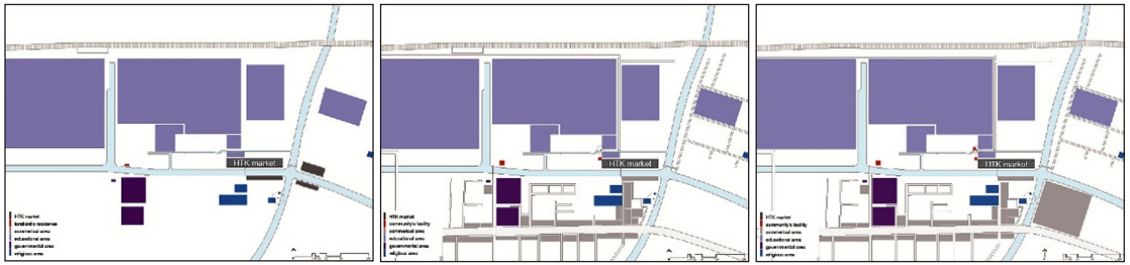 HTK market
HTK market
landlord's residence
commercial area
educational area
governmental area
religious area
HTK market
HTK market
community's facility
commercial area
educational area
governmental area
religious area
HTK market
HTK market
community's facility
commercial area
educational area
governmental area
religious area